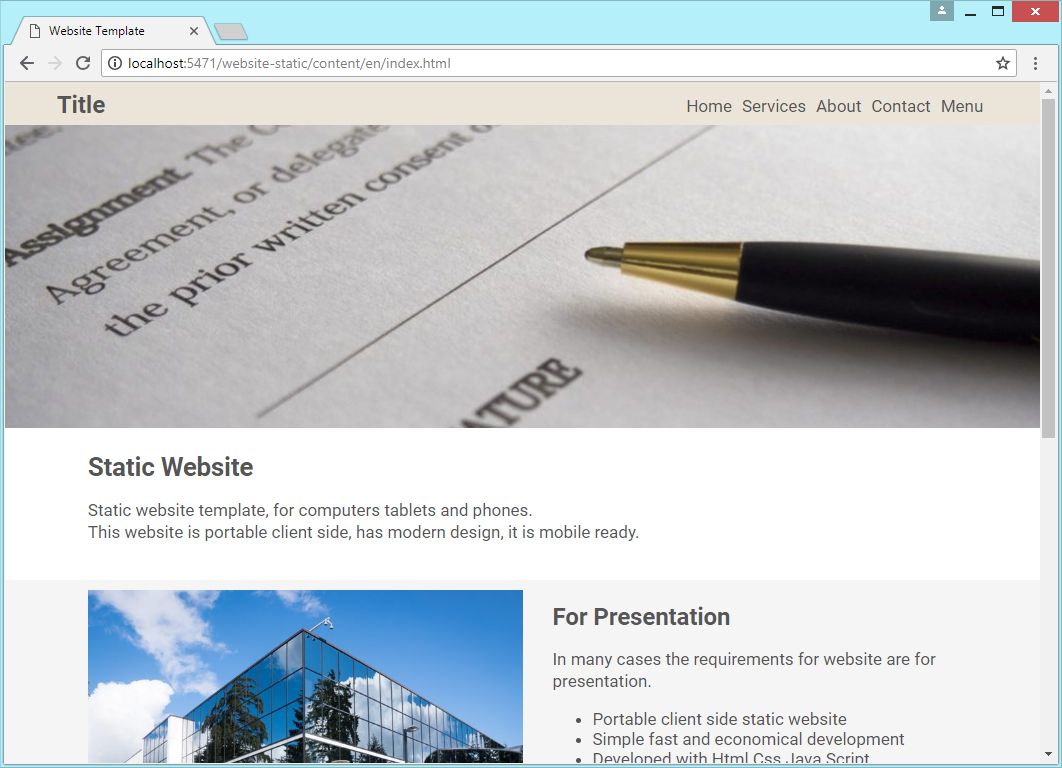 Website Template
localhost:5471/website-static/content/en/index.html
Title
Home Services About Contact Menu
Assignment. The
Agreement, or delegate
the prior written consent
ATURE
Static Website
Static website template, for computers tablets and phones.
This website is portable client side, has modern design, it is mobile ready.
For Presentation
In many cases the requirements for website are for
presentation.
• Portable client side static website
• Simple fast and economical development
• Developed with Html Css Java Script